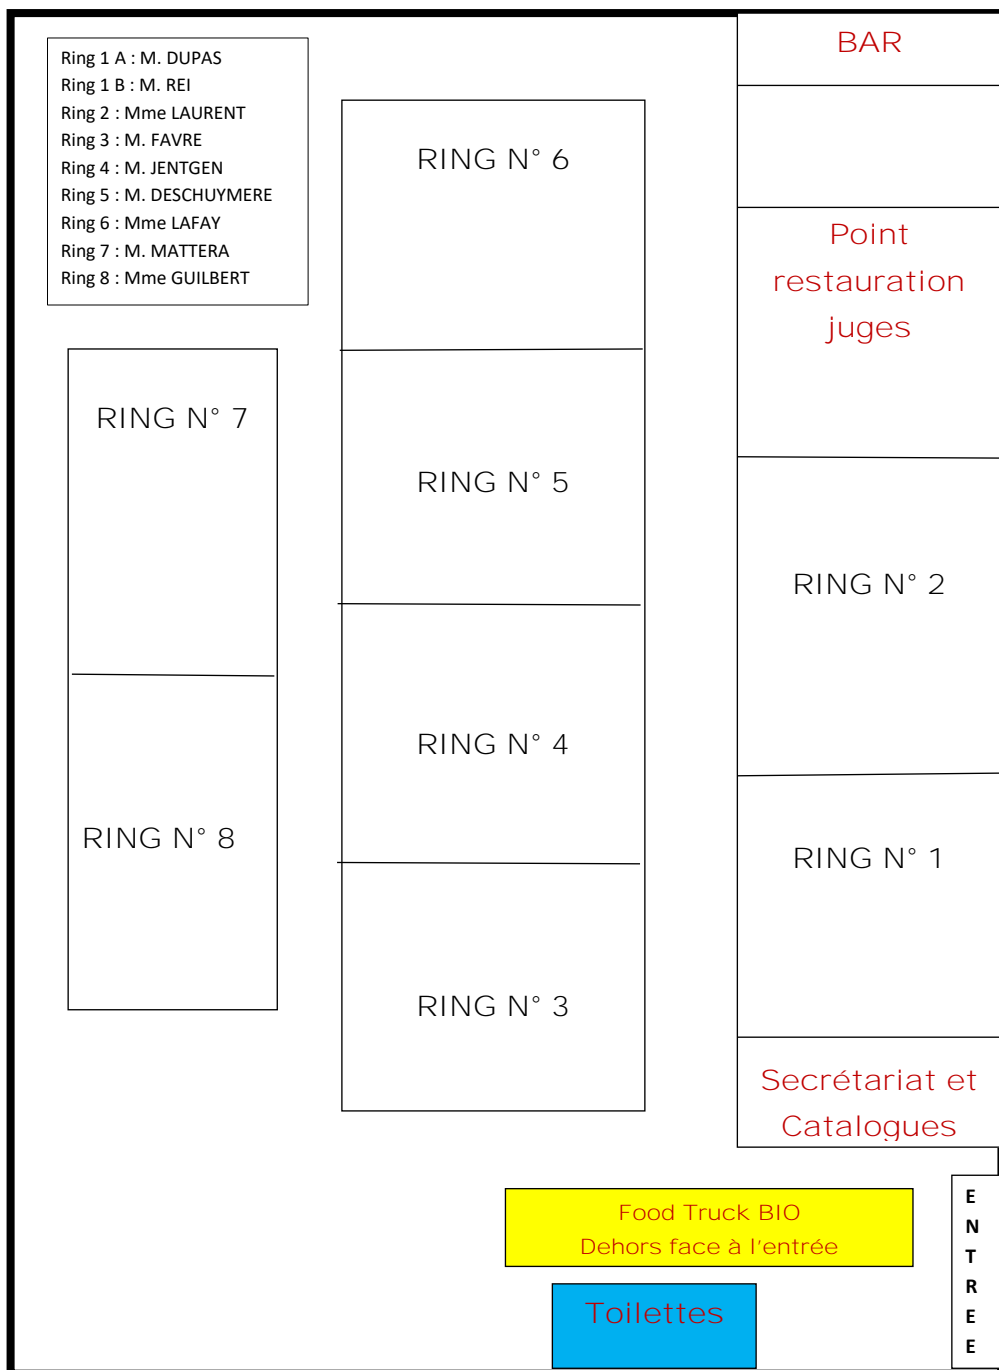 Ring 1 A : M. DUPAS
Ring 1 B : M. REI
Ring 2 : Mme LAURENT
Ring 3 : M. FAVRE
Ring 4 : M. JENTGEN
Ring 5 : M. DESCHUYMERE
Ring 6 : Mme LAFAY
Ring 7 : M. MATTERA
Ring 8 : Mme GUILBERT
BAR
RING N° 6
Point
restauration
juges
RING N° 7
RING N° 5
RING N° 2
RING N° 4
RING N° 8
RING N° 1
RING N° 3
Secrétariat et
Catalogues
Food Truck BIO
Dehors face à l'entrée
Toilettes
E
N
T
R
E
E